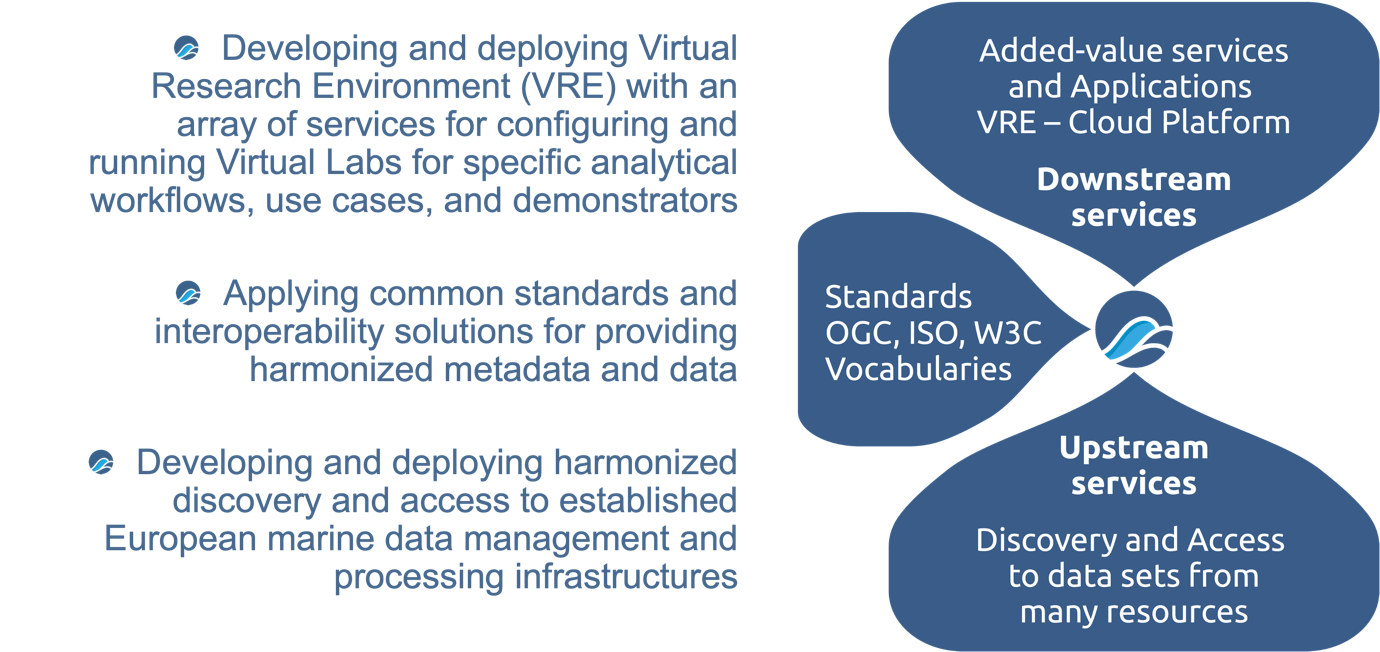 Developing and deploying Virtual
Research Environment (VRE) with an
array of services for configuring and
running Virtual Labs for specific analytical
workflows, use cases, and demonstrators
Applying common standards and
interoperability solutions for providing
harmonized metadata and data
Developing and deploying harmonized
discovery and access to established
European marine data management and
processing infrastructures
Added-value services
and Applications
VRE – Cloud Platform
Downstream
services
Standards
OGC, ISO, W3C
Vocabularies
Upstream
services
Discovery and Access
to data sets from
many resources